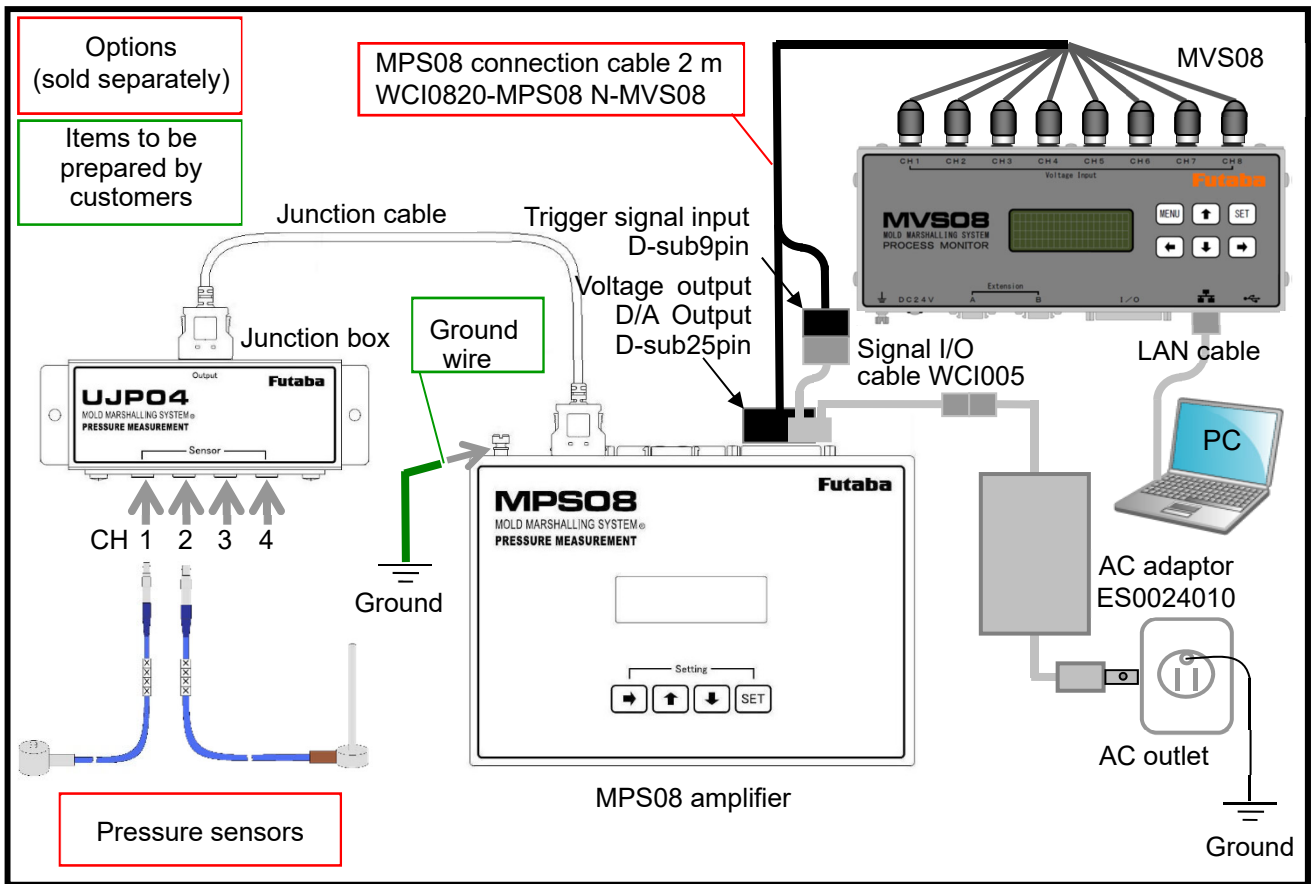 Options
(sold separately)
Items to be
prepared by
customers
MPS08 connection cable 2 m
WCI0820-MPS08 N-MVS08
MVS08
CH1 CH2 CH3 CH4 CH5 CH6 CH7 CH8
Voltage Input
Futaba
MVS08
MOLD MARSHALLING SYSTEM
PROCESS MONITOR
MENU
SET
DC24V
Extension
A B
I/O
Junction cable
Trigger signal input
D-sub9pin
Voltage output
D/A Output
D-sub25pin
Signal I/O
cable WCI005
LAN cable
PC
Junction box
Ground
wire
Output
Futaba
UJP04
MOLD MARSHALLING SYSTEM®
PRESSURE MEASUREMENT
Sensor
CH 1 2 3 4
Ground
Futaba
MPS08
MOLD MARSHALLING SYSTEM®
PRESSURE MEASUREMENT
Setting
SET
MPS08 amplifier
AC adaptor
ES0024010
AC outlet
Ground
Pressure sensors